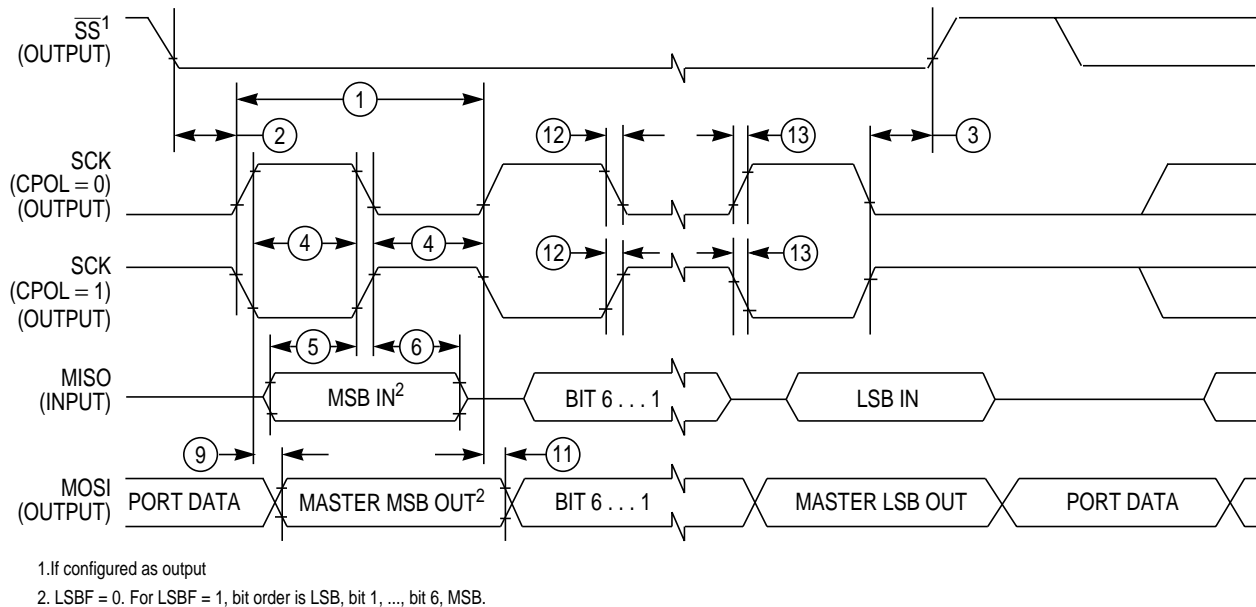 SS1
(OUTPUT)
1
2
12
13
3
SCK
(CPOL = 0)
(OUTPUT)
4
4
12
13
SCK
(CPOL = 1)
(OUTPUT)
5
6
MISO
(INPUT)
MSB IN2
BIT 6 . . . 1
LSB IN
9
11
MOSI
(OUTPUT)
PORT DATA
MASTER MSB OUT2
BIT 6 . . . 1
MASTER LSB OUT
PORT DATA
1.If configured as output
2. LSBF = 0. For LSBF = 1, bit order is LSB, bit 1, ..., bit 6, MSB.